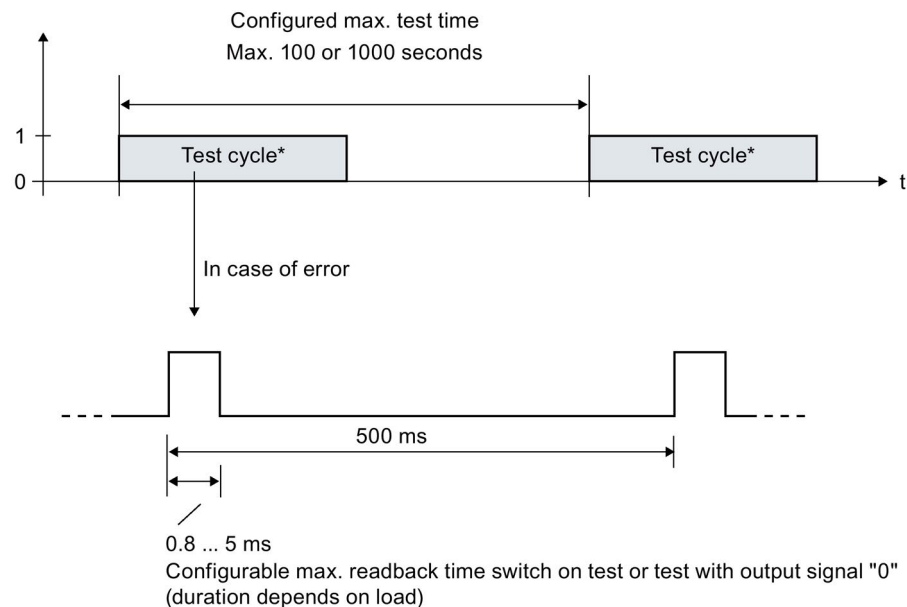 Configured max. test time
Max. 100 or 1000 seconds
1
Test cycle*
Test cycle*
0
t
In case of error
500 ms
0.8 ... 5 ms
Configurable max. readback time switch on test or test with output signal "0"
(duration depends on load)